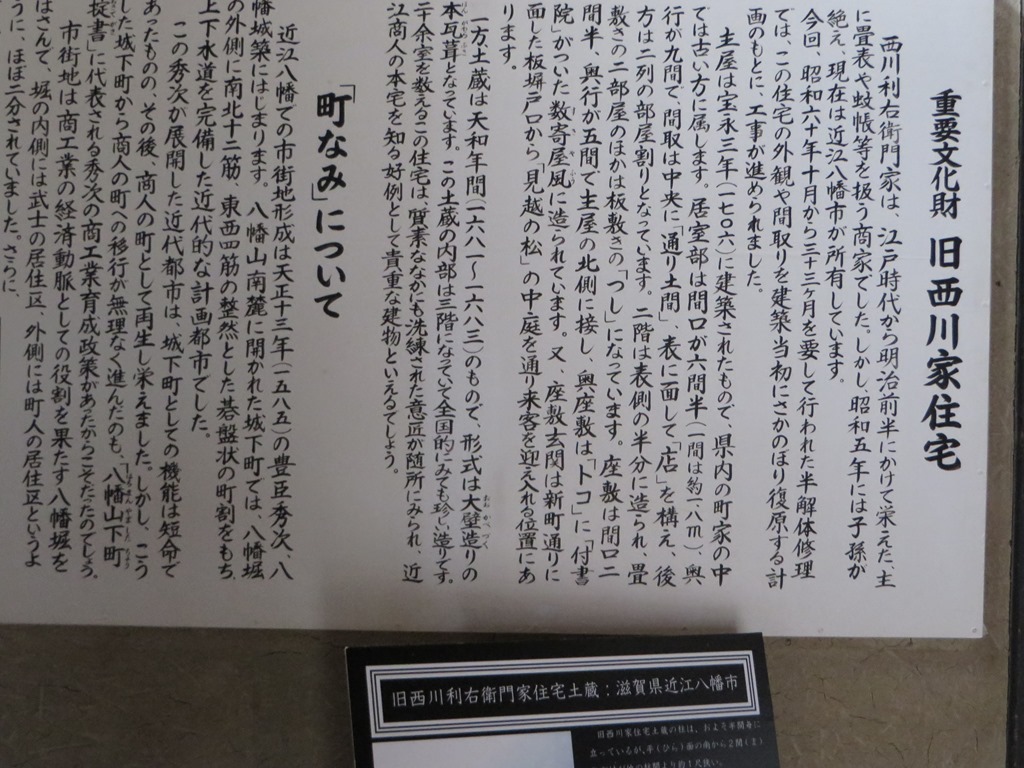 重要文化財 旧西川家住宅
西川利右衛門家は、江戸時代から明治前半にかけて栄えた、主
に畳表や蚊帳等を扱う商家でした。しかし、昭和五年には子孫が
絶え、現在は近江八幡市が所有しています。
今回、昭和六十年十月から三十三ヶ月を要して行われた半解体修理
では、この住宅の外観や間取りを建築当初にさかのぼり復原する計
画のもとに、工事が進められました。
主屋は宝永三年(一七〇六)に建築されたもので、県内の町家の中
では古い方に属します。居室部は間口が六間半(一間は約一・八m)、奥
行が九間で、間取は中央に「通り土間」、表に面して「店」を構え、後
方は二列の部屋割りとなっています。二階は表側の半分に造られ、畳
敷きの二部屋のほかは板敷きの「つし」になっています。座敷は間口二
間半、奥行が五間で主屋の北側に接し、奥座敷は「トコ」に「付書
院」がついた数寄屋風に造られています。又、座敷玄関は新町通りに
面した板塀戸口から「見越の松」の中庭を通り来客を迎え入れる位置にあ
ります。
一方土蔵は天和年間(一六八一〜一六八三)のもので、形式は大壁造りの
本瓦葺となています。この土蔵の内部は三階になっていて全国的にみても珍しい造りです。
二十余室を数えるこの住宅は、質素ななかにも洗練された意匠が随所にみられ、近
江商人の本宅を知る好例として貴重な建物といえるでしょう。
「町なみ」について
近江八幡での市街地形成は天正十三年(一五八五)の豊臣秀次、八
幡城築にはじまります。八幡山南麓に開かれた城下町では、八幡堀
の外側に南北十二筋、東西四筋の整然とした碁盤状の町割をもち、
上下水道を完備した近代的な計画都市でした。
この秀次が展開した近代都市は、城下町としての機能は短命で
あったものの、その後、商人の町として再生し栄えました。しかし、こう
した城下町から商人の町への移行が無理なく進んだのも、「八幡山下町
掟書」に代表される秀次の商工業育成政策があったからこそだったのでしょう。
市街地は商工業の経済動脈としての役割を果たす八幡堀を
はさんで、堀の内側には武士の居住区、外側には町人の居住区というよ
うに、ほぼ二分されていました。さらに、
旧西川利右衛門家住宅土蔵：滋賀県近江八幡市
旧西川家住宅土蔵の柱は、およそ半間毎に
立っているが、平(ひら)面の南から2間(ま)